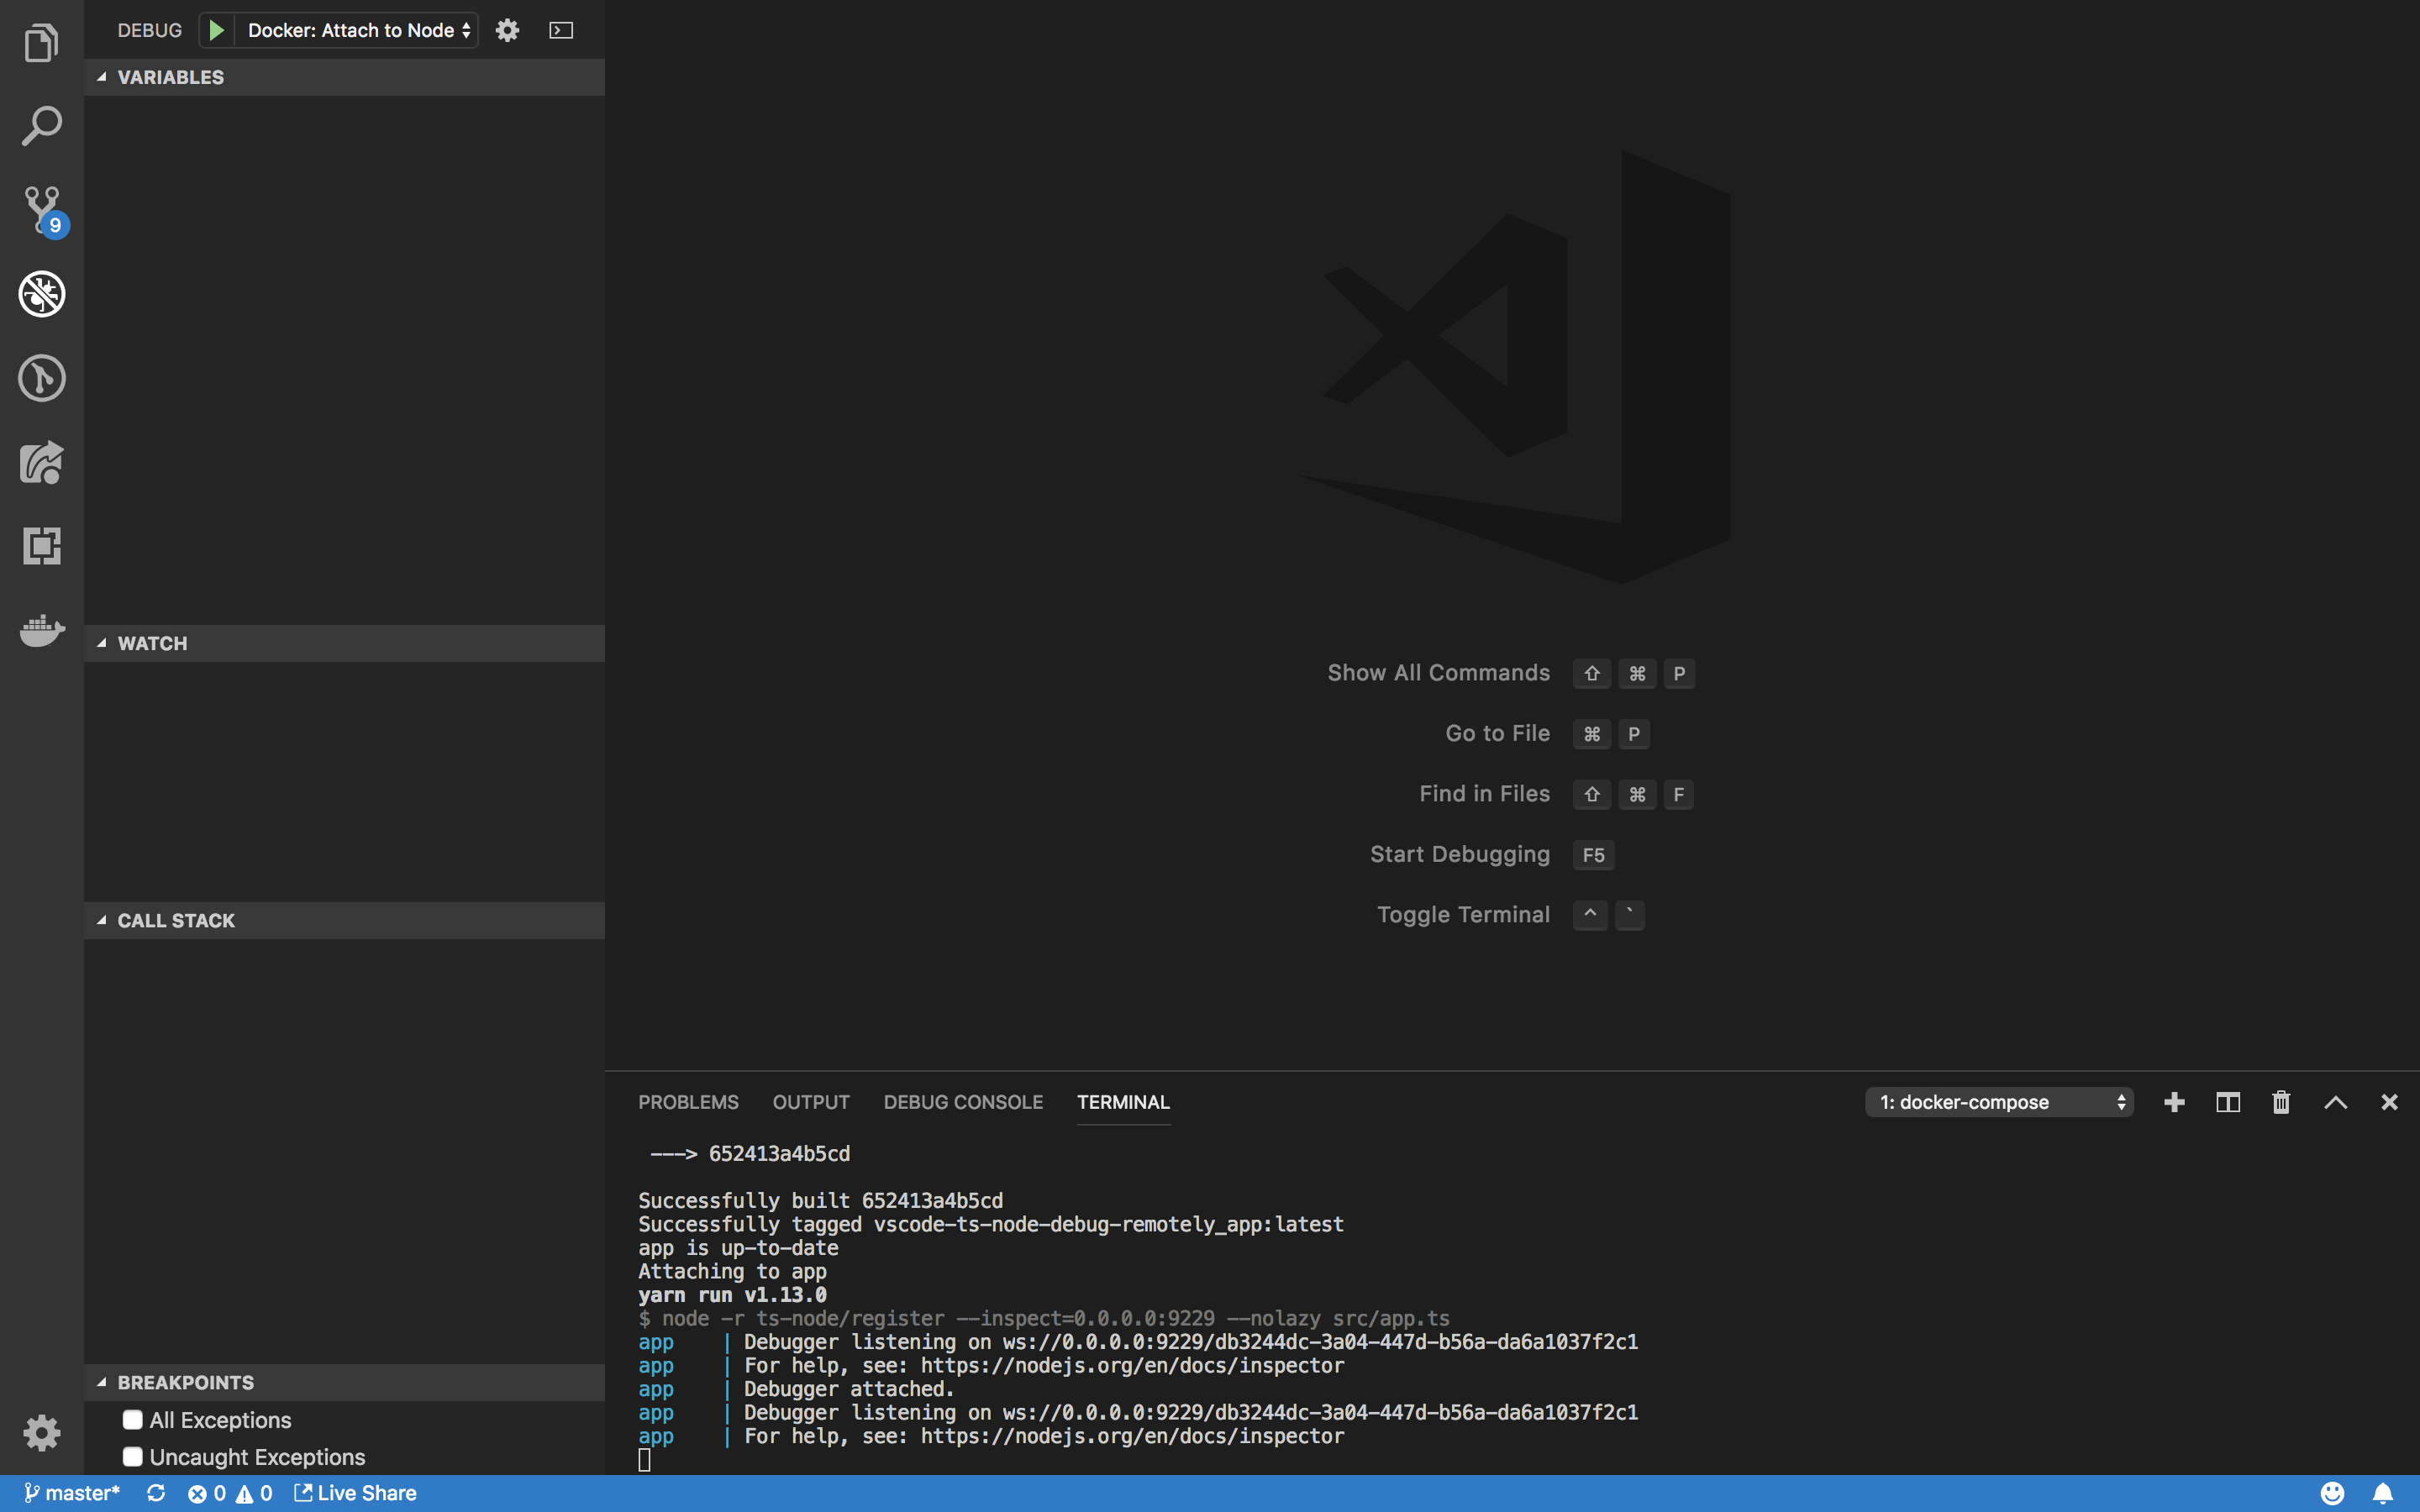 DEBUG Docker: Attach to Node
VARIABLES
9
WATCH
CALL STACK
BREAKPOINTS
All Exceptions
Uncaught Exceptions
Show All Commands ⇧ ⌘ P
Go to File ⌘ P
Find in Files ⇧ ⌘ F
Start Debugging F5
Toggle Terminal ^ `
PROBLEMS OUTPUT DEBUG CONSOLE TERMINAL 1: docker-compose
---> 652413a4b5cd
Successfully built 652413a4b5cd
Successfully tagged vscode-ts-node-debug-remotely_app:latest
app is up-to-date
Attaching to app
yarn run v1.13.0
$ node -r ts-node/register --inspect=0.0.0.0:9229 --nolazy src/app.ts
app | Debugger listening on ws://0.0.0.0:9229/db3244dc-3a04-447d-b56a-da6a1037f2c1
app | For help, see: https://nodejs.org/en/docs/inspector
app | Debugger attached.
app | Debugger listening on ws://0.0.0.0:9229/db3244dc-3a04-447d-b56a-da6a1037f2c1
app | For help, see: https://nodejs.org/en/docs/inspector
master* 0 0 Live Share